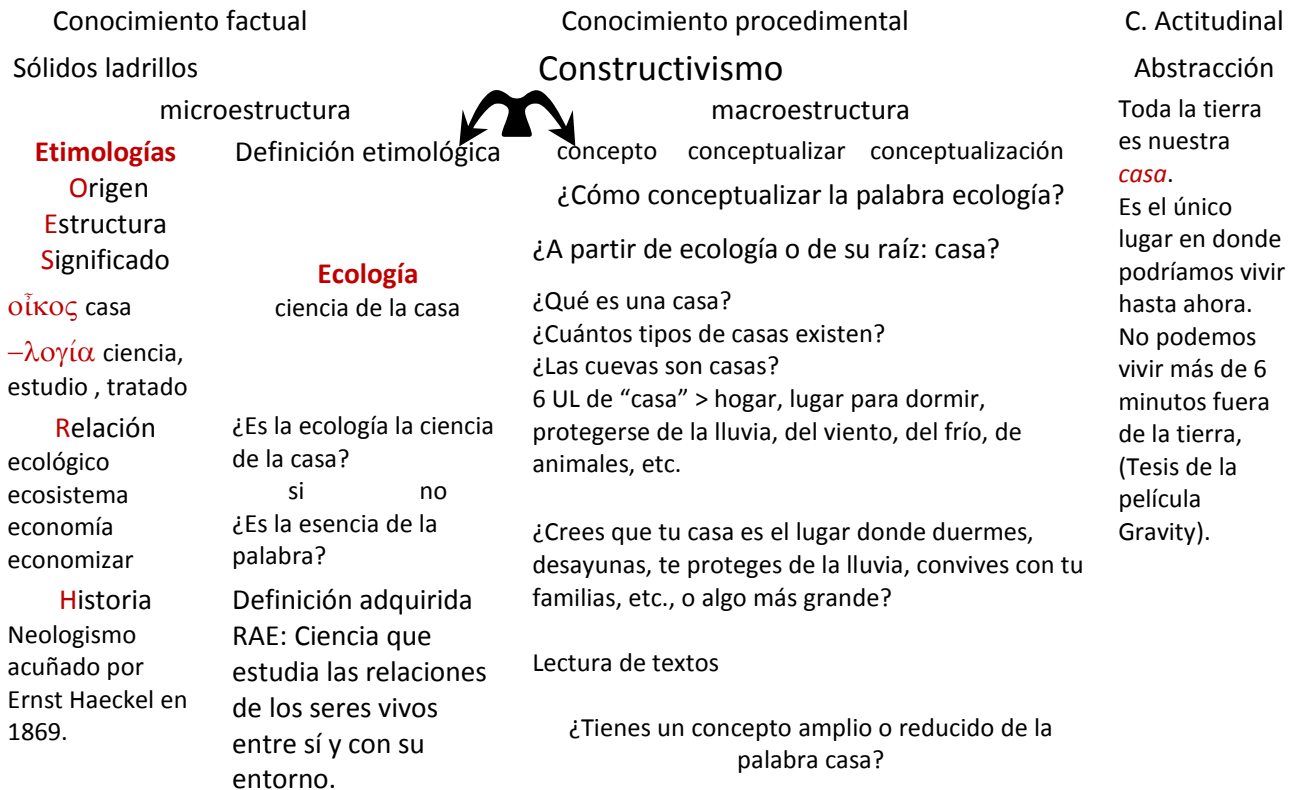 Conocimiento factual
Conocimiento procedimental
C. Actitudinal
Sólidos ladrillos
Constructivismo
Abstracción
microestructura
macroestructura
Etimologías
Origen
Estructura
Significado
οἶκος casa
–λογία ciencia,
estudio , tratado
Relación
ecológico
ecosistema
economía
economizar
Historia
Neologismo
acuñado por
Ernst Haeckel en
1869.
Definición etimológica
Ecología
ciencia de la casa
¿Es la ecología la ciencia
de la casa?
si no
¿Es la esencia de la
palabra?
Definición adquirida
RAE: Ciencia que
estudia las relaciones
de los seres vivos
entre sí y con su
entorno.
concepto conceptualizar conceptualización
¿Cómo conceptualizar la palabra ecología?
¿A partir de ecología o de su raíz: casa?
¿Qué es una casa?
¿Cuántos tipos de casas existen?
¿Las cuevas son casas?
6 UL de “casa” > hogar, lugar para dormir,
protegerse de la lluvia, del viento, del frío, de
animales, etc.
¿Crees que tu casa es el lugar donde duermes,
desayunas, te proteges de la lluvia, convives con tu
familias, etc., o algo más grande?
Lectura de textos
¿Tienes un concepto amplio o reducido de la
palabra casa?
Toda la tierra
es nuestra
casa.
Es el único
lugar en donde
podríamos vivir
hasta ahora.
No podemos
vivir más de 6
minutos fuera
de la tierra,
(Tesis de la
película
Gravity).